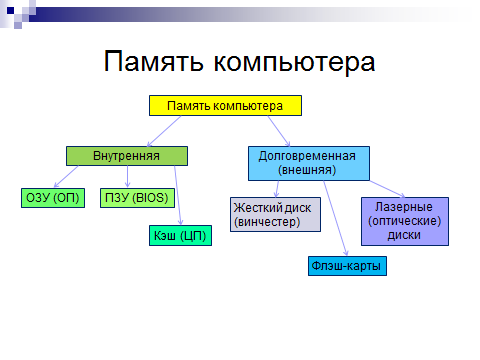 Память компьютера
Память компьютера
Внутренняя
Долговременная
(внешняя)
ОЗУ (ОП)
ПЗУ (BIOS)
Кэш (ЦП)
Жесткий диск
(винчестер)
Лазерные
(оптические)
диски
Флэш-карты